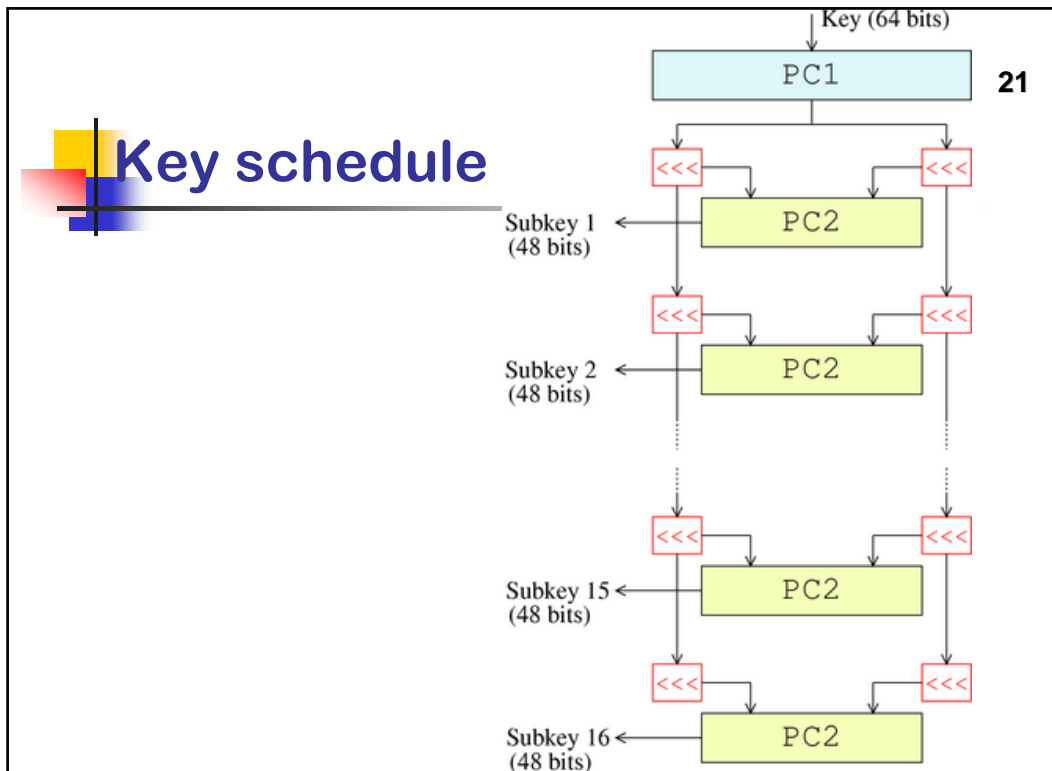 Key (64 bits)
PC1
21
Key schedule
<<<
<<<
Subkey 1
(48 bits)
PC2
<<<
<<<
Subkey 2
(48 bits)
PC2
<<<
<<<
Subkey 15
(48 bits)
PC2
<<<
<<<
Subkey 16
(48 bits)
PC2